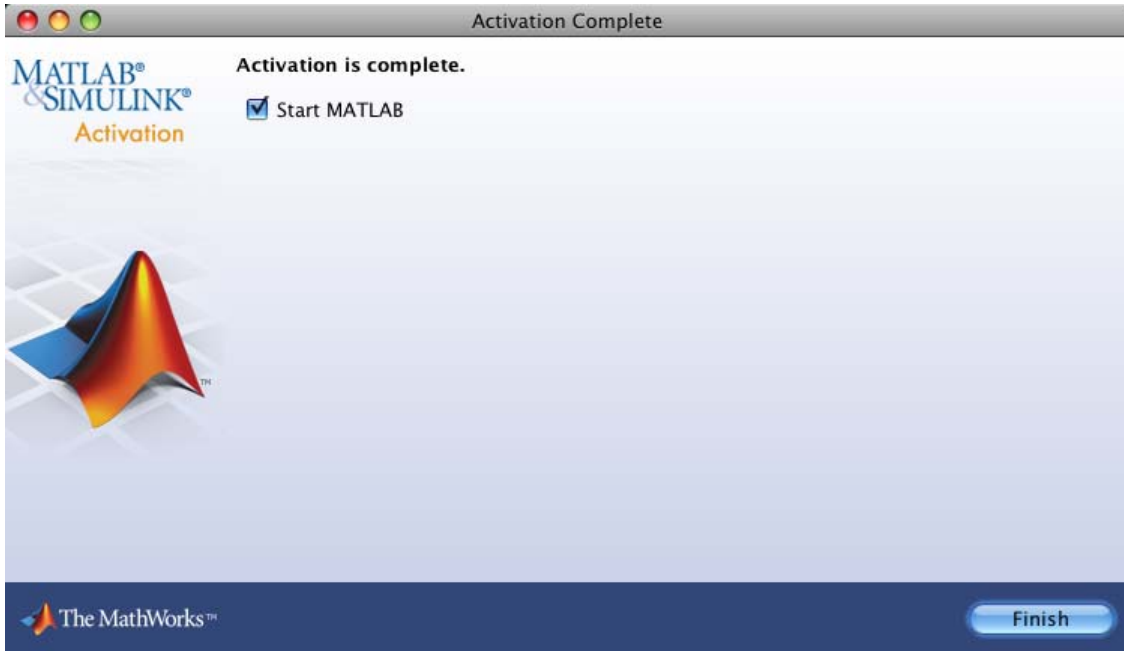 Activation Complete
MATLAB®
&SIMULINK®
Activation
Activation is complete.
Start MATLAB
TM
The MathWorks™
Finish